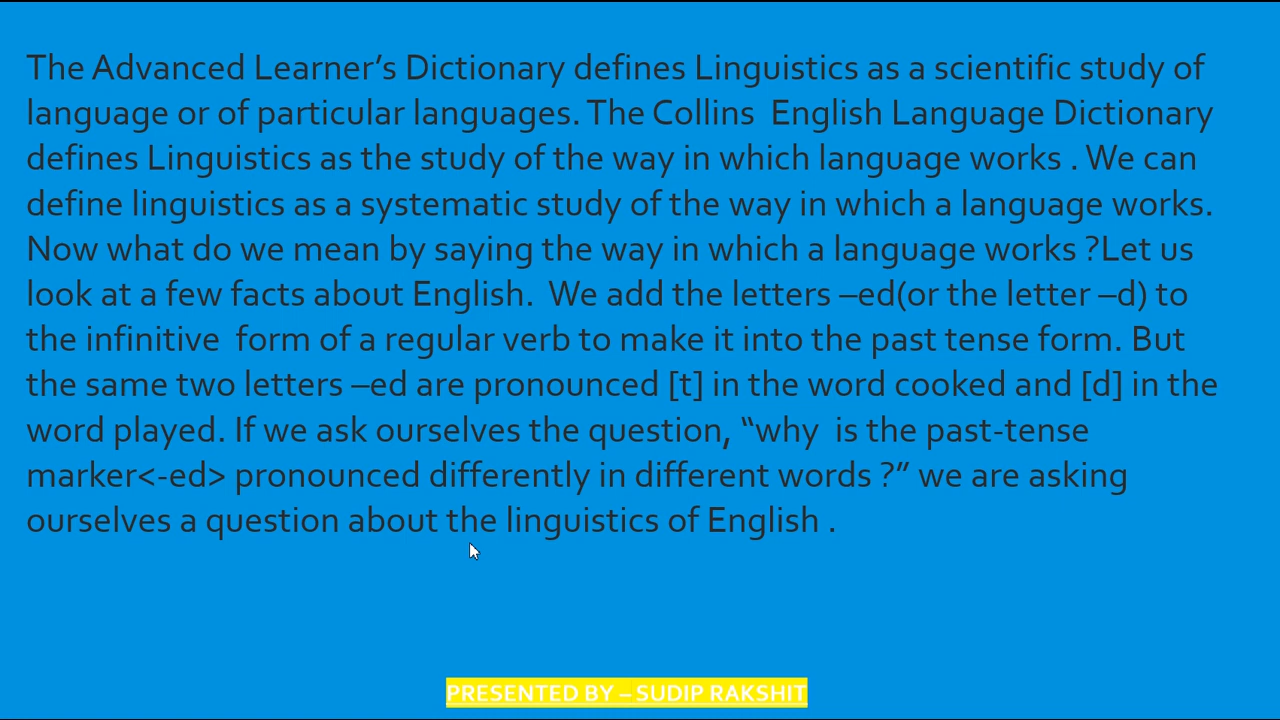 The Advanced Learner’s Dictionary defines Linguistics as a scientific study of
language or of particular languages. The Collins  English Language Dictionary
defines Linguistics as the study of the way in which language works . We can
define linguistics as a systematic study of the way in which a language works.
Now what do we mean by saying the way in which a language works ?Let us
look at a few facts about English.  We add the letters –ed(or the letter –d) to
the infinitive  form of a regular verb to make it into the past tense form. But
the same two letters –ed are pronounced [t] in the word cooked and [d] in the
word played. If we ask ourselves the question, “why  is the past-tense
marker<-ed> pronounced differently in different words ?” we are asking
ourselves a question about the linguistics of English .
PRESENTED BY – SUDIP RAKSHIT